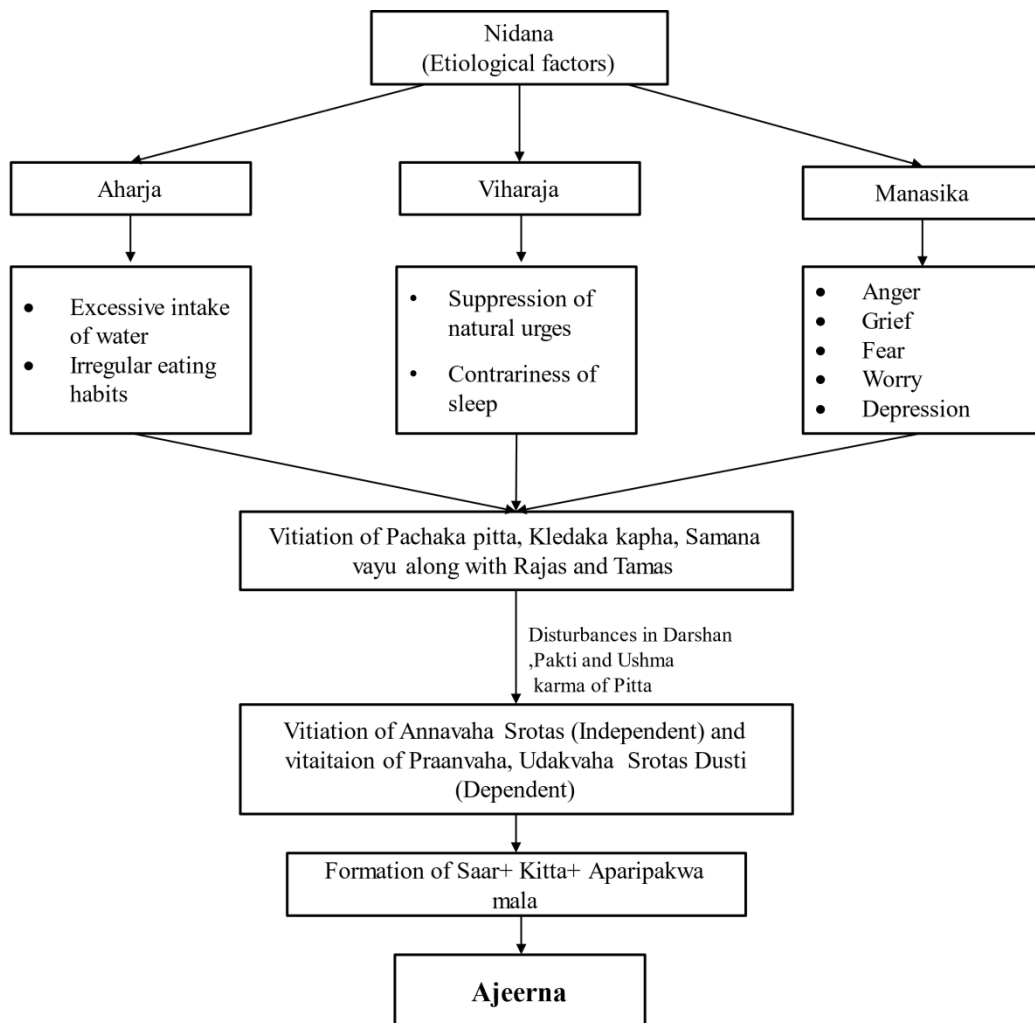 Nidana
(Etiological factors)
Aharja
Viharaja
Manasika
• Excessive intake
of water
• Irregular eating
habits
• Suppression of
natural urges
• Contrariness of
sleep
• Anger
• Grief
• Fear
• Worry
• Depression
Vitiation of Pachaka pitta, Kledaka kapha, Samana
vayu along with Rajas and Tamas
Disturbances in Darshan
,Pakti and Ushma
karma of Pitta
Vitiation of Annavaha Srotas (Independent) and
vitaitaion of Praanvaha, Udakvaha Srotas Dusti
(Dependent)
Formation of Saar+ Kitta+ Aparipakwa
mala
Ajeerna